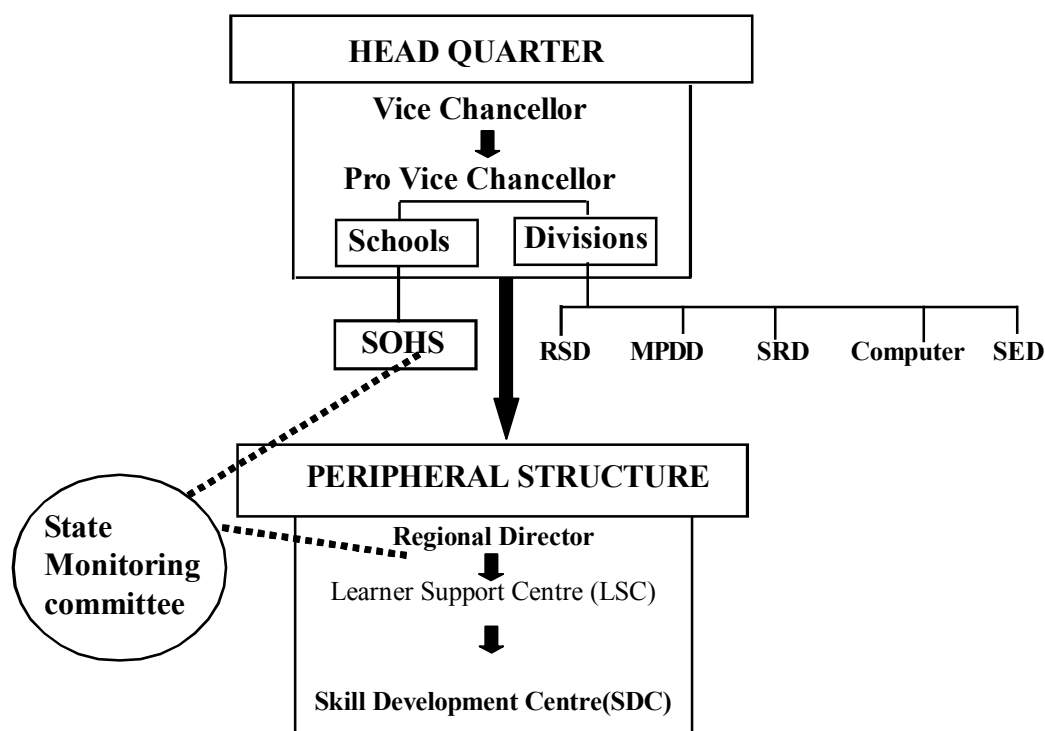 HEAD QUARTER
Vice Chancellor
Pro Vice Chancellor
Schools
Divisions
SOHS
RSD
MPDD
SRD
Computer
SED
PERIPHERAL STRUCTURE
State
Monitoring
committee
Regional Director
Learner Support Centre (LSC)
Skill Development Centre(SDC)